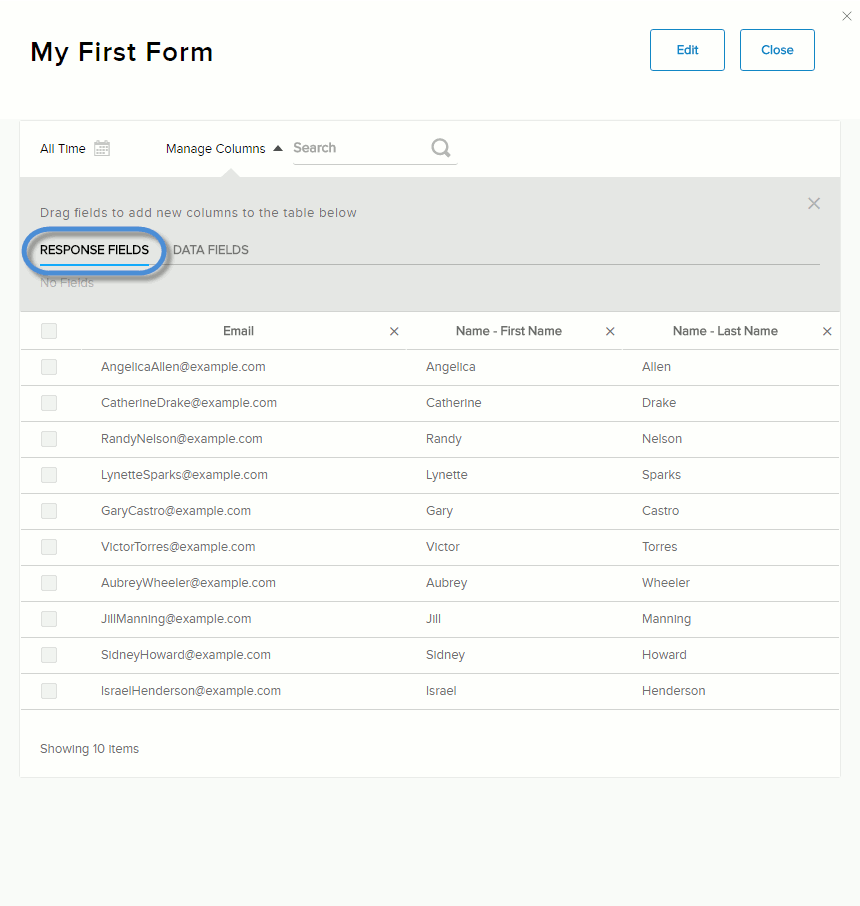 My First Form
Edit
Close
All Time
Manage Columns
Search
Drag fields to add new columns to the table below
RESPONSE FIELDS DATA FIELDS
No Fields
Email Name - First Name Name - Last Name
AngelicaAllen@example.com Angelica Allen
CatherineDrake@example.com Catherine Drake
RandyNelson@example.com Randy Nelson
LynetteSparks@example.com Lynette Sparks
GaryCastro@example.com Gary Castro
VictorTorres@example.com Victor Torres
AubreyWheeler@example.com Aubrey Wheeler
JillManning@example.com Jill Manning
SidneyHoward@example.com Sidney Howard
IsraelHenderson@example.com Israel Henderson
Showing 10 items